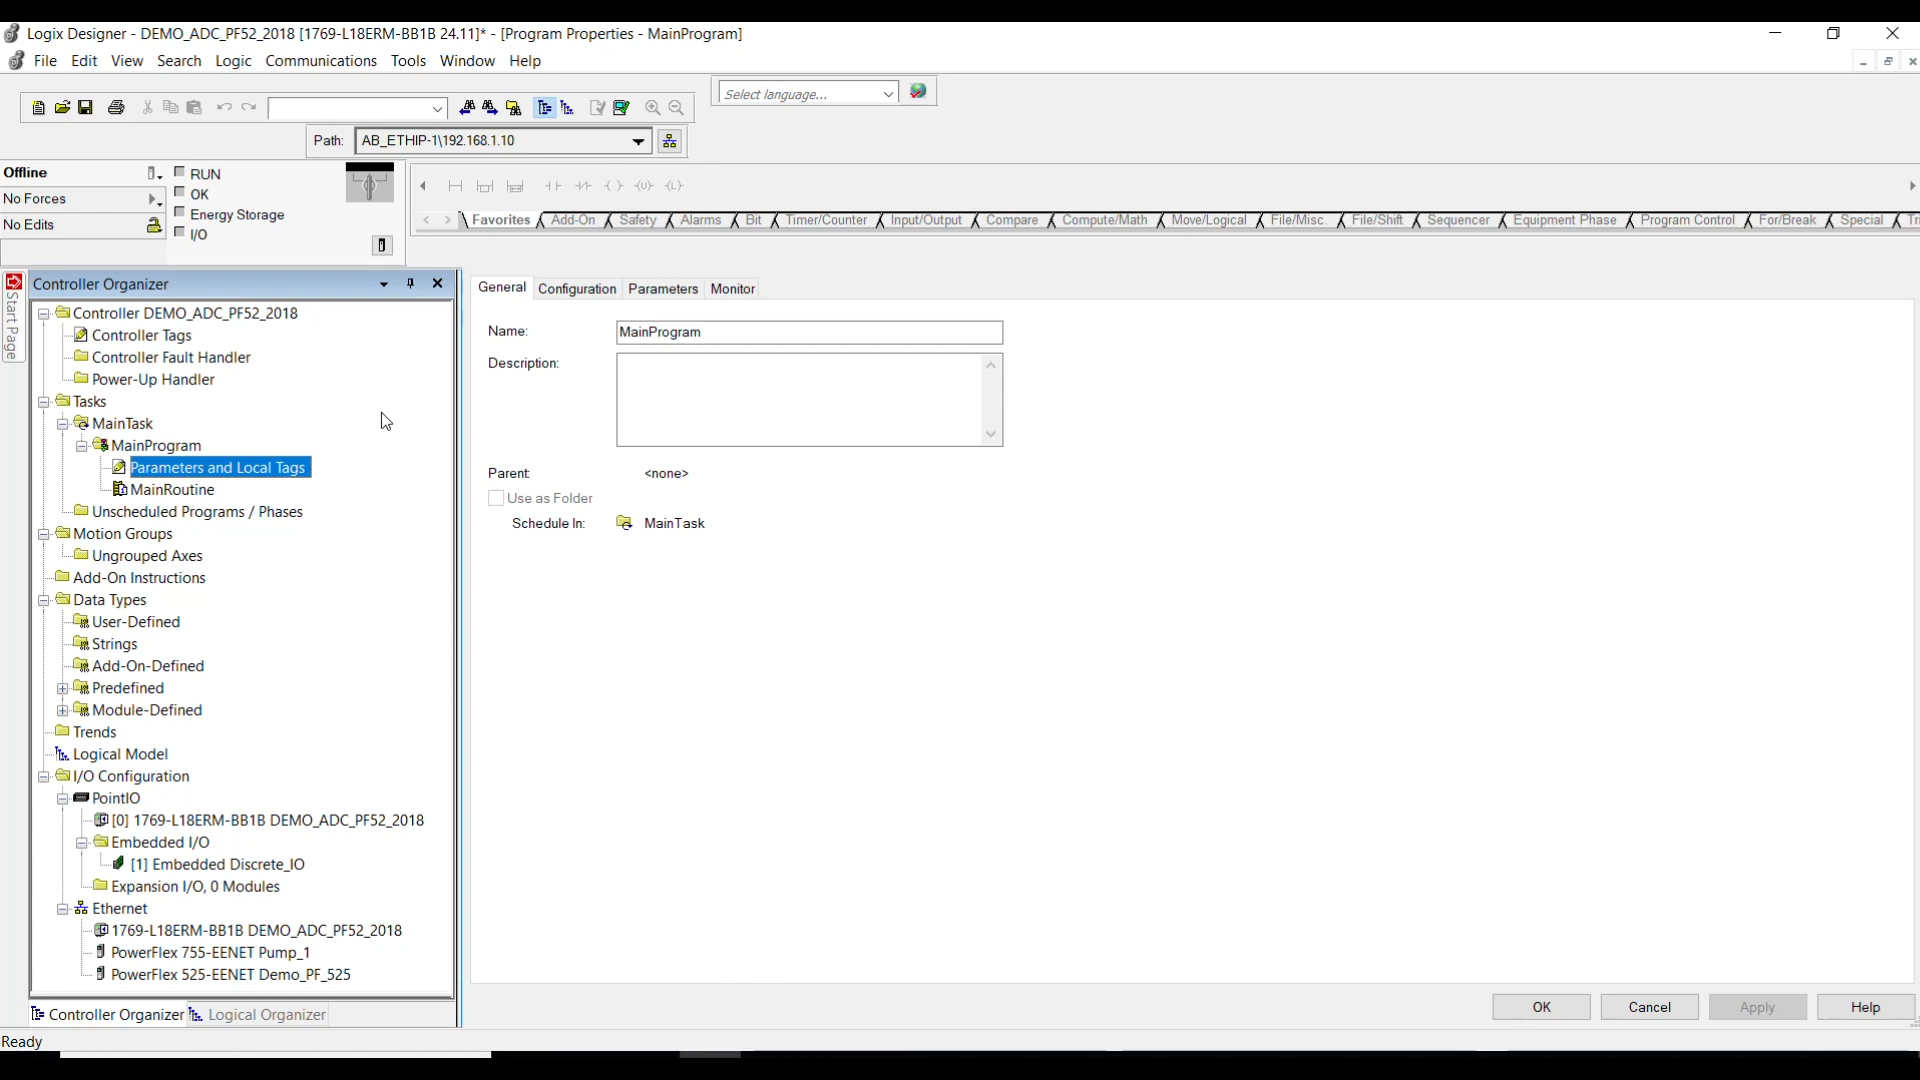 Logix Designer - DEMO_ADC_PF52_2018 [1769-L18ERM-BB1B 24.11]* - [Program Properties - MainProgram]
File Edit View Search Logic Communications Tools Window Help
Select language...
Path: AB_ETHIP-1\192.168.1.10
Offline
No Forces
No Edits
RUN
OK
Energy Storage
I/O
Favorites Add-On Safety Alarms Bit Timer/Counter Input/Output Compare Compute/Math Move/Logical File/Misc. File/Shift Sequencer Equipment Phase Program Control For/Break Special
Start Page
Controller Organizer
Controller DEMO_ADC_PF52_2018
Controller Tags
Controller Fault Handler
Power-Up Handler
Tasks
MainTask
MainProgram
Parameters and Local Tags
MainRoutine
Unscheduled Programs / Phases
Motion Groups
Ungrouped Axes
Add-On Instructions
Data Types
User-Defined
Strings
Add-On-Defined
Predefined
Module-Defined
Trends
Logical Model
I/O Configuration
PointIO
[0] 1769-L18ERM-BB1B DEMO_ADC_PF52_2018
Embedded I/O
[1] Embedded Discrete_IO
Expansion I/O, 0 Modules
Ethernet
1769-L18ERM-BB1B DEMO_ADC_PF52_2018
PowerFlex 755-EENET Pump_1
PowerFlex 525-EENET Demo_PF_525
Controller Organizer Logical Organizer
General Configuration Parameters Monitor
Name: MainProgram
Description:
Parent: <none>
Use as Folder
Schedule In: MainTask
OK Cancel Apply Help
Ready